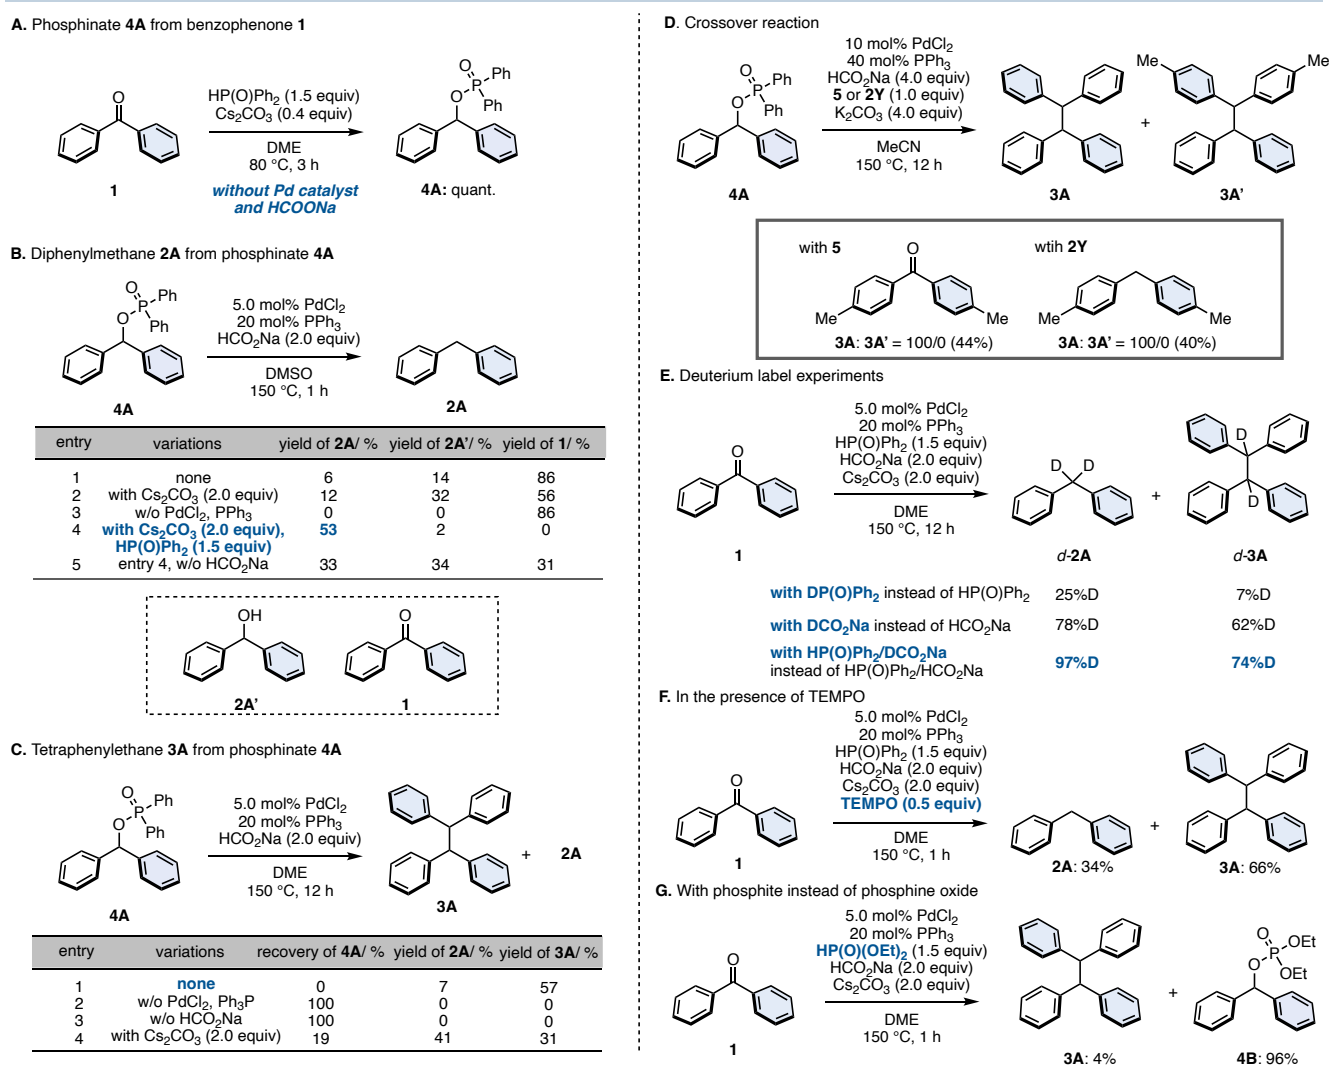 A. Phosphinate 4A from benzophenone 1
O
1
HP(O)Ph2 (1.5 equiv)
Cs2CO3 (0.4 equiv)
DME
80 °C, 3 h
without Pd catalyst
and HCOONa
O
P
Ph
O
Ph
4A: quant.
B. Diphenylmethane 2A from phosphinate 4A
O
P
Ph
O
Ph
4A
5.0 mol% PdCl2
20 mol% PPh3
HCO2Na (2.0 equiv)
DMSO
150 °C, 1 h
2A
entry variations yield of 2A/ % yield of 2A'/ % yield of 1/ %
1 none 6 14 86
2 with Cs2CO3 (2.0 equiv) 12 32 56
3 w/o PdCl2, PPh3 0 0 86
4 with Cs2CO3 (2.0 equiv), 53 2 0
HP(O)Ph2 (1.5 equiv)
5 entry 4, w/o HCO2Na 33 34 31
OH
2A'
O
1
C. Tetraphenylethane 3A from phosphinate 4A
O
P
Ph
O
Ph
4A
5.0 mol% PdCl2
20 mol% PPh3
HCO2Na (2.0 equiv)
DME
150 °C, 12 h
3A
+ 2A
entry variations recovery of 4A/ % yield of 2A/ % yield of 3A/ %
1 none 0 7 57
2 w/o PdCl2, Ph3P 100 0 0
3 w/o HCO2Na 100 0 0
4 with Cs2CO3 (2.0 equiv) 19 41 31
D. Crossover reaction
O
P
Ph
O
Ph
4A
10 mol% PdCl2
40 mol% PPh3
HCO2Na (4.0 equiv)
5 or 2Y (1.0 equiv)
K2CO3 (4.0 equiv)
MeCN
150 °C, 12 h
3A
+
Me
Me
3A'
with 5
O
Me
Me
3A: 3A' = 100/0 (44%)
wtih 2Y
Me
Me
3A: 3A' = 100/0 (40%)
E. Deuterium label experiments
O
1
5.0 mol% PdCl2
20 mol% PPh3
HP(O)Ph2 (1.5 equiv)
HCO2Na (2.0 equiv)
Cs2CO3 (2.0 equiv)
DME
150 °C, 12 h
D D
d-2A
+
D
D
d-3A
with DP(O)Ph2 instead of HP(O)Ph2 25%D 7%D
with DCO2Na instead of HCO2Na 78%D 62%D
with HP(O)Ph2/DCO2Na
instead of HP(O)Ph2/HCO2Na 97%D 74%D
F. In the presence of TEMPO
O
1
5.0 mol% PdCl2
20 mol% PPh3
HP(O)Ph2 (1.5 equiv)
HCO2Na (2.0 equiv)
Cs2CO3 (2.0 equiv)
TEMPO (0.5 equiv)
DME
150 °C, 1 h
2A: 34%
+
3A: 66%
G. With phosphite instead of phosphine oxide
O
1
5.0 mol% PdCl2
20 mol% PPh3
HP(O)(OEt)2 (1.5 equiv)
HCO2Na (2.0 equiv)
Cs2CO3 (2.0 equiv)
DME
150 °C, 1 h
3A: 4%
+
O
P
OEt
O
OEt
4B: 96%